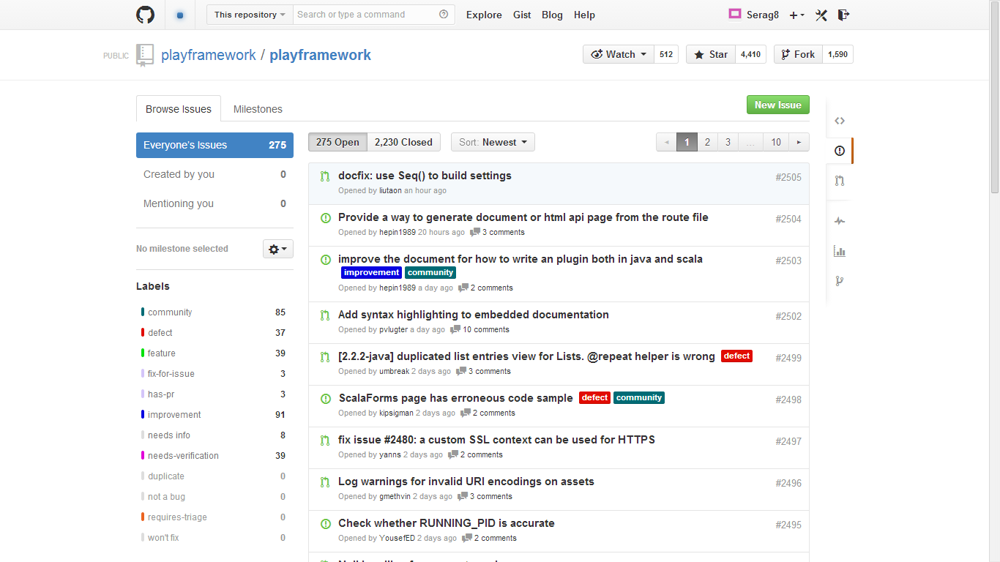 This repository Search or type a command Explore Gist Blog Help Serag8
PUBLIC playframework / playframework Watch 512 Star 4,410 Fork 1,590
Browse Issues Milestones New Issue
Everyone's Issues 275
Created by you 0
Mentioning you 0
No milestone selected
Labels
community 85
defect 37
feature 39
fix-for-issue 3
has-pr 3
improvement 91
needs info 8
needs-verification 39
duplicate 0
not a bug 0
requires-triage 0
won't fix 0
275 Open 2,230 Closed Sort: Newest 1 2 3 ... 10
docfix: use Seq() to build settings #2505
Opened by liutaon an hour ago
Provide a way to generate document or html api page from the route file #2504
Opened by hepin1989 20 hours ago 3 comments
improve the document for how to write an plugin both in java and scala #2503
improvement community
Opened by hepin1989 a day ago 2 comments
Add syntax highlighting to embedded documentation #2502
Opened by pvlugter a day ago 10 comments
[2.2.2-java] duplicated list entries view for Lists. @repeat helper is wrong defect #2499
Opened by umbreak 2 days ago 3 comments
ScalaForms page has erroneous code sample defect community #2498
Opened by kipsigman 2 days ago 2 comments
fix issue #2480: a custom SSL context can be used for HTTPS #2497
Opened by yanns 2 days ago 2 comments
Log warnings for invalid URI encodings on assets #2496
Opened by gmethvin 2 days ago 3 comments
Check whether RUNNING_PID is accurate #2495
Opened by YousefED 2 days ago 2 comments